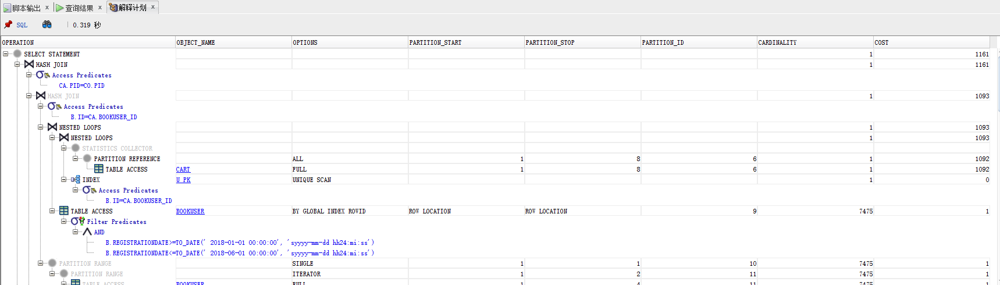 脚本输出 x 查询结果 x 解释计划 x
SQL 0.319 秒
OPERATION OBJECT_NAME OPTIONS PARTITION_START PARTITION_STOP PARTITION_ID CARDINALITY COST
SELECT STATEMENT 1 1161
HASH JOIN 1 1161
Access Predicates
CA.PID=CO.PID
HASH JOIN 1 1093
Access Predicates
B.ID=CA.BOOKUSER_ID
NESTED LOOPS 1 1093
NESTED LOOPS 1 1093
STATISTICS COLLECTOR
PARTITION REFERENCE ALL 1 8 6 1 1092
TABLE ACCESS CART FULL 1 8 6 1 1092
INDEX U_PK UNIQUE SCAN 1 0
Access Predicates
B.ID=CA.BOOKUSER_ID
TABLE ACCESS BOOKUSER BY GLOBAL INDEX ROWID ROW LOCATION ROW LOCATION 9 7475 1
Filter Predicates
AND
B.REGISTRATIONDATE>=TO_DATE(' 2018-01-01 00:00:00', 'syyyy-mm-dd hh24:mi:ss')
B.REGISTRATIONDATE<=TO_DATE(' 2018-06-01 00:00:00', 'syyyy-mm-dd hh24:mi:ss')
PARTITION RANGE SINGLE 1 1 10 7475 1
PARTITION RANGE ITERATOR 1 2 11 7475 1
TABLE ACCESS BOOKUSER FULL 1 4 11 7475 1